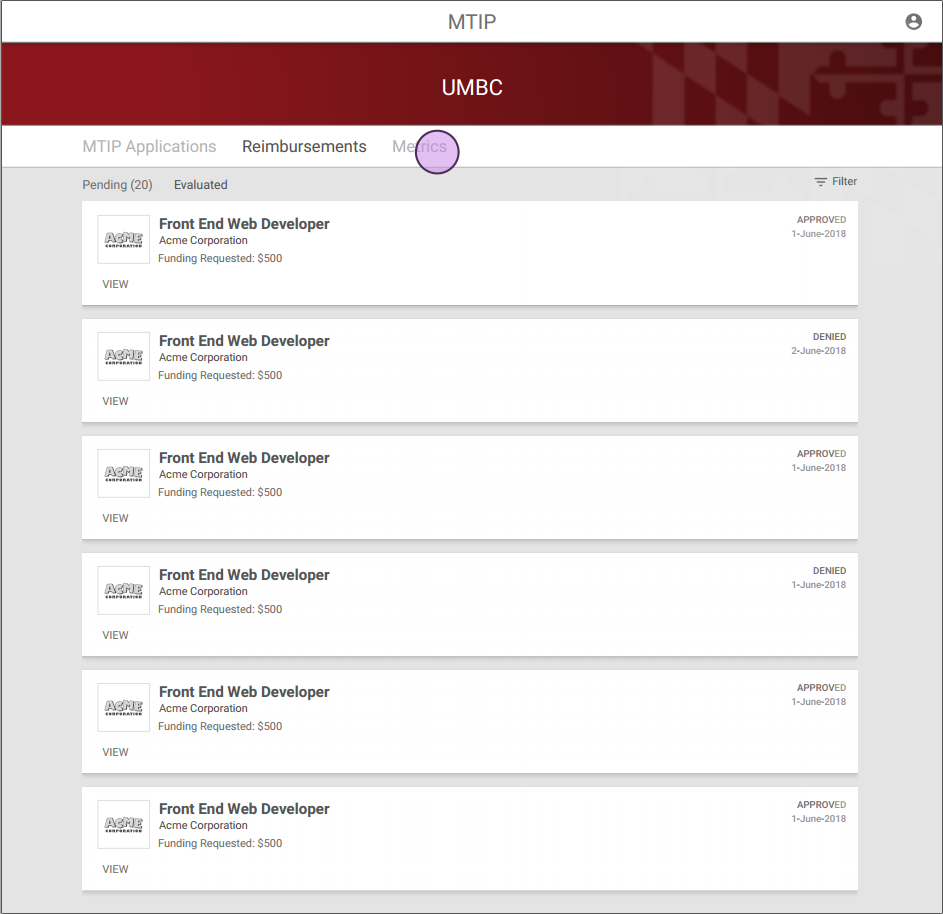 MTIP
UMBC
MTIP Applications Reimbursements Metrics
Pending (20) Evaluated Filter
ACME CORPORATION
Front End Web Developer
Acme Corporation
Funding Requested: $500
VIEW
APPROVED
1-June-2018
ACME CORPORATION
Front End Web Developer
Acme Corporation
Funding Requested: $500
VIEW
DENIED
2-June-2018
ACME CORPORATION
Front End Web Developer
Acme Corporation
Funding Requested: $500
VIEW
APPROVED
1-June-2018
ACME CORPORATION
Front End Web Developer
Acme Corporation
Funding Requested: $500
VIEW
DENIED
1-June-2018
ACME CORPORATION
Front End Web Developer
Acme Corporation
Funding Requested: $500
VIEW
APPROVED
1-June-2018
ACME CORPORATION
Front End Web Developer
Acme Corporation
Funding Requested: $500
VIEW
APPROVED
1-June-2018